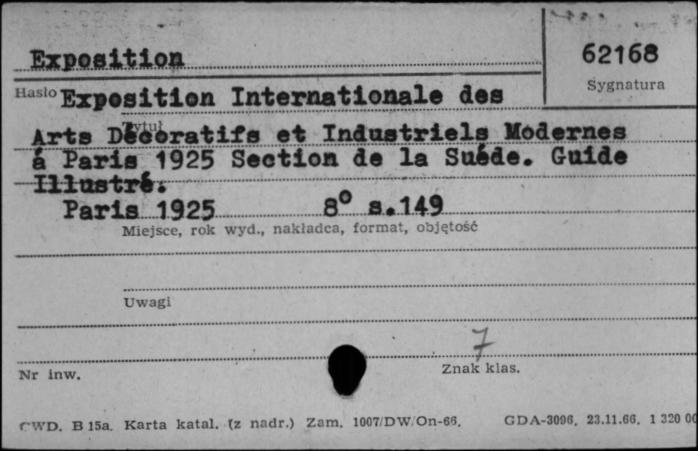 Exposition
62168
Sygnatura
Hasło
Exposition Internationale des
Tytuł
Arts Décoratifs et Industriels Módernes
á Paris 1925 Section de la Suéde. Guide
Illustré.
Paris 1925 8° s.149
Miejsce, rok wyd., nakładca, format, objętość
Uwagi
7
Nr inw.
Znak klas.
CWD. B 15a. Karta katal. (z nadr.) Zam. 1007/DW/On-66. GDA-3096. 23.11.66. 1 320 00